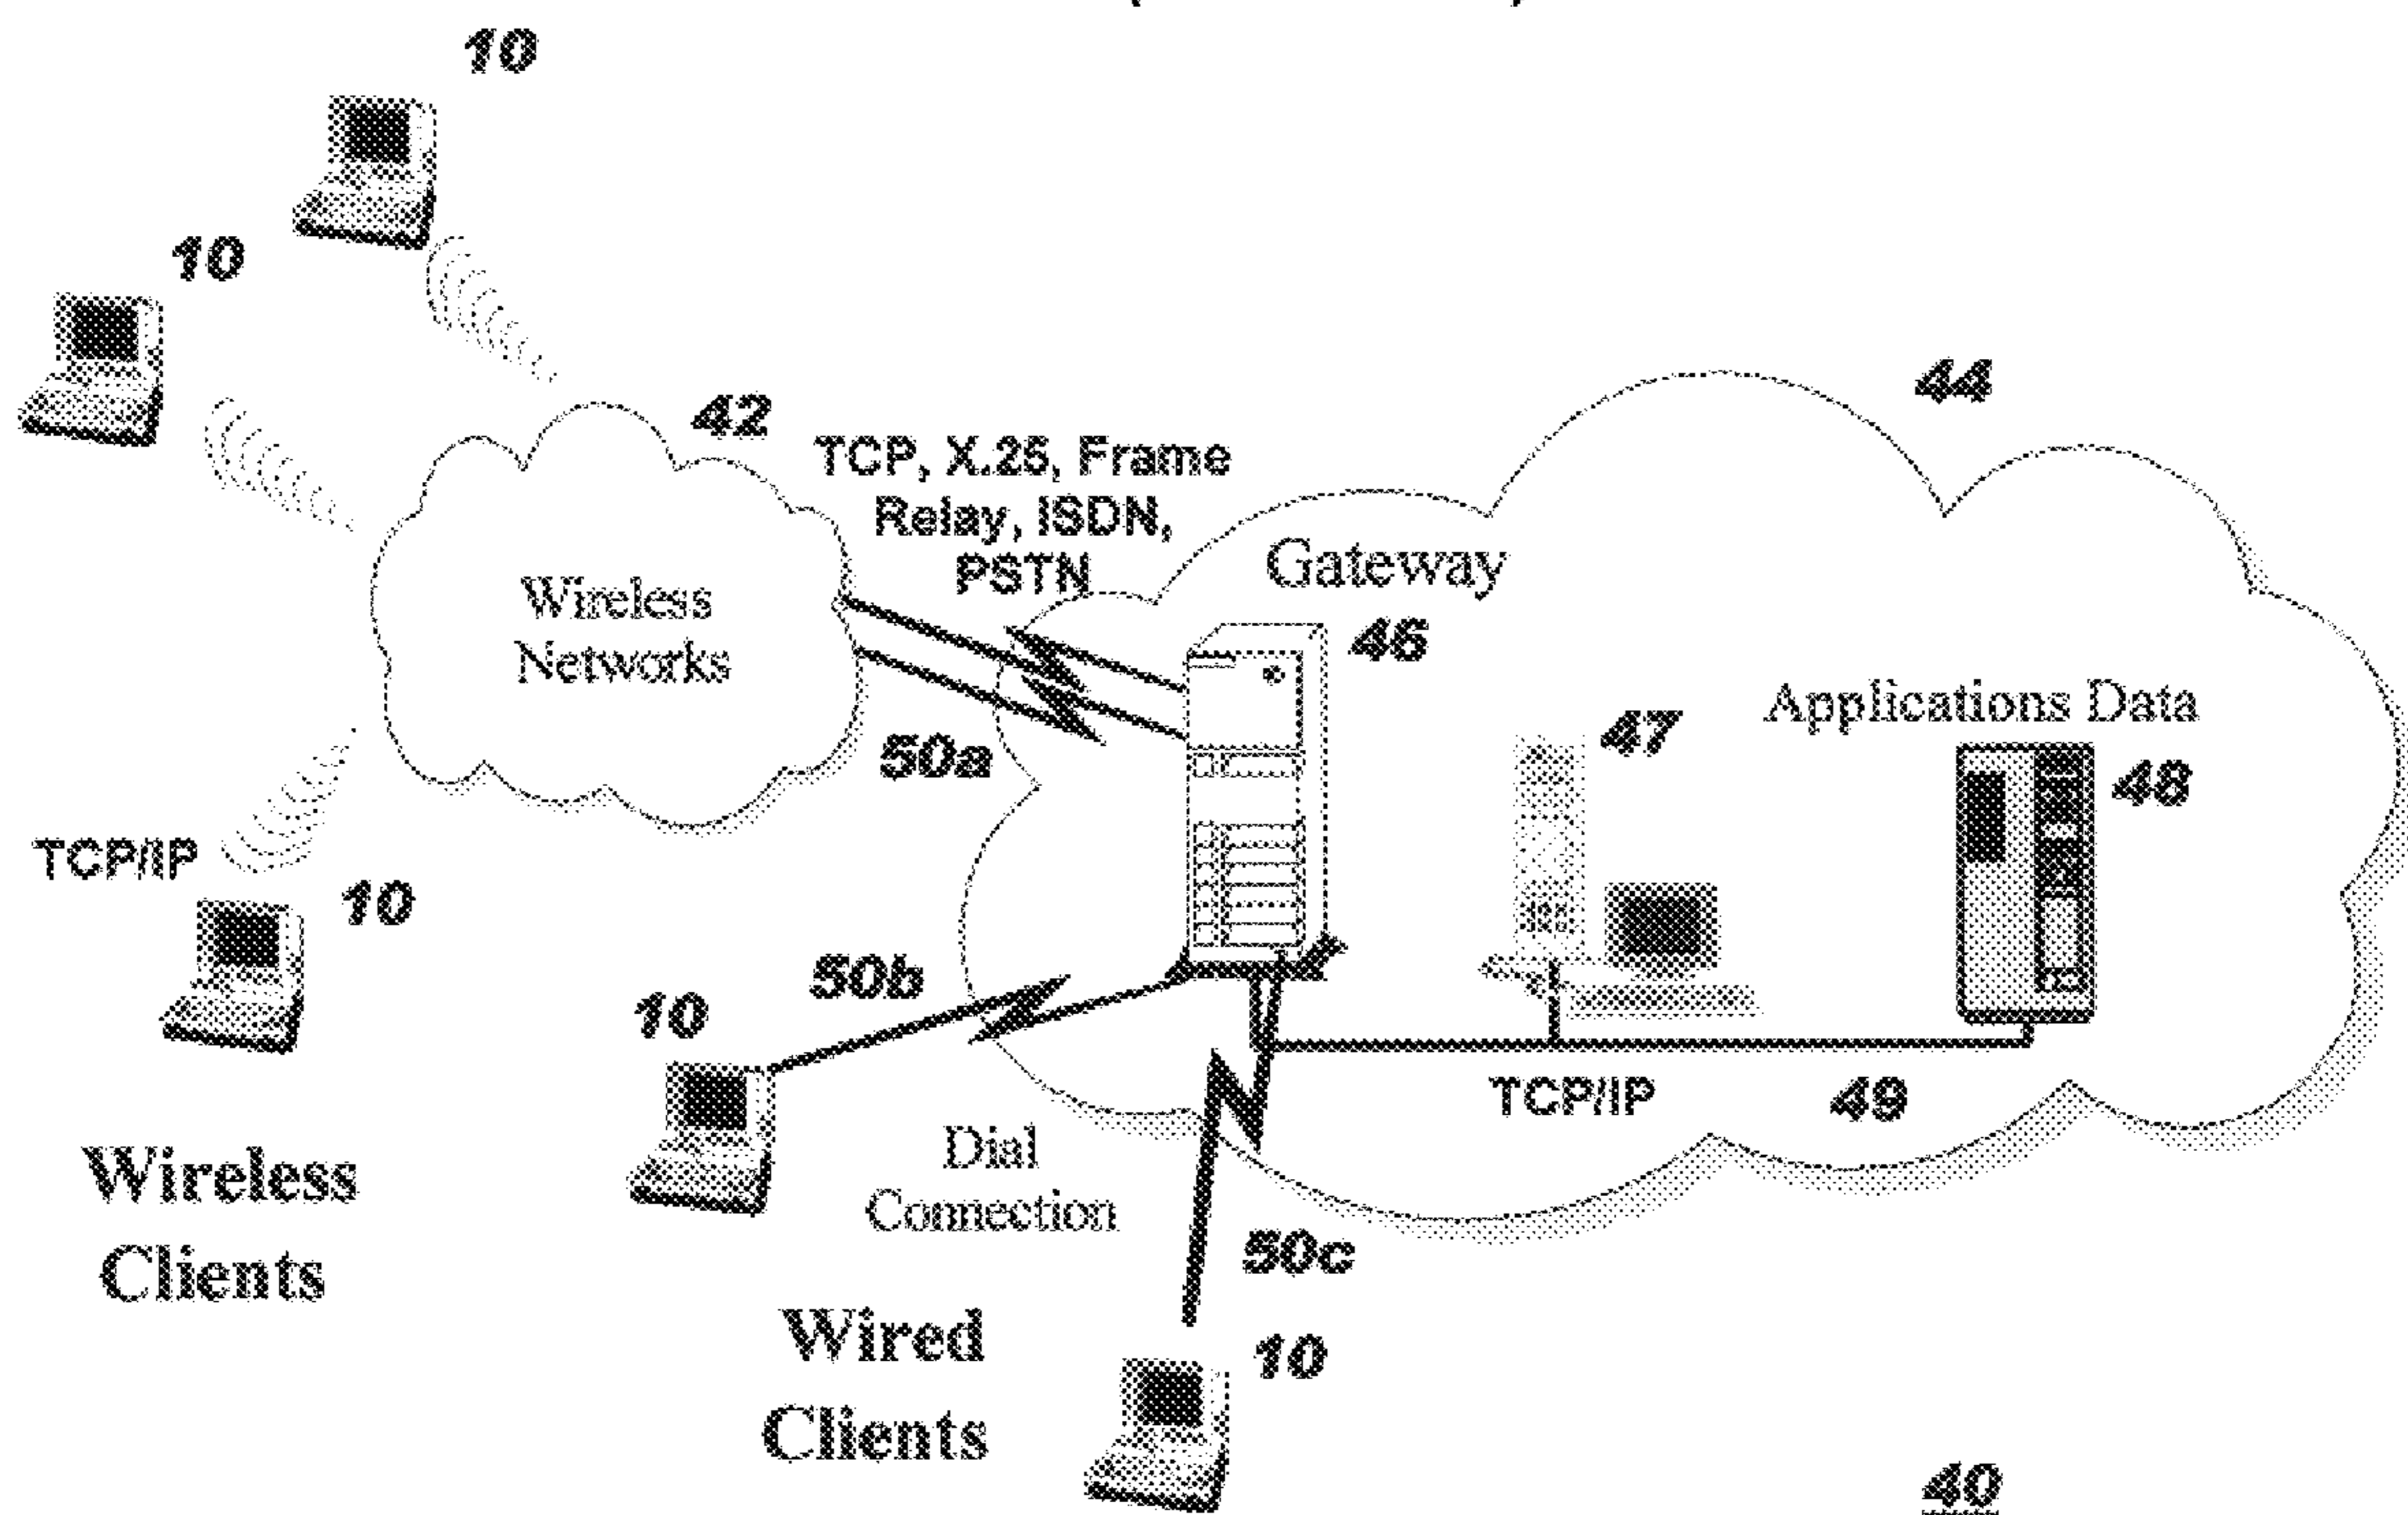 10
10
44
42
TCP, X.25, Frame
Relay, ISDN,
PSTN
Gateway
Wireless
Networks
46
Applications Data
47
50a
48
TCP/IP
10
50b
10
TCP/IP
49
Dial
Connection
Wireless
Clients
50c
Wired
Clients
10
40